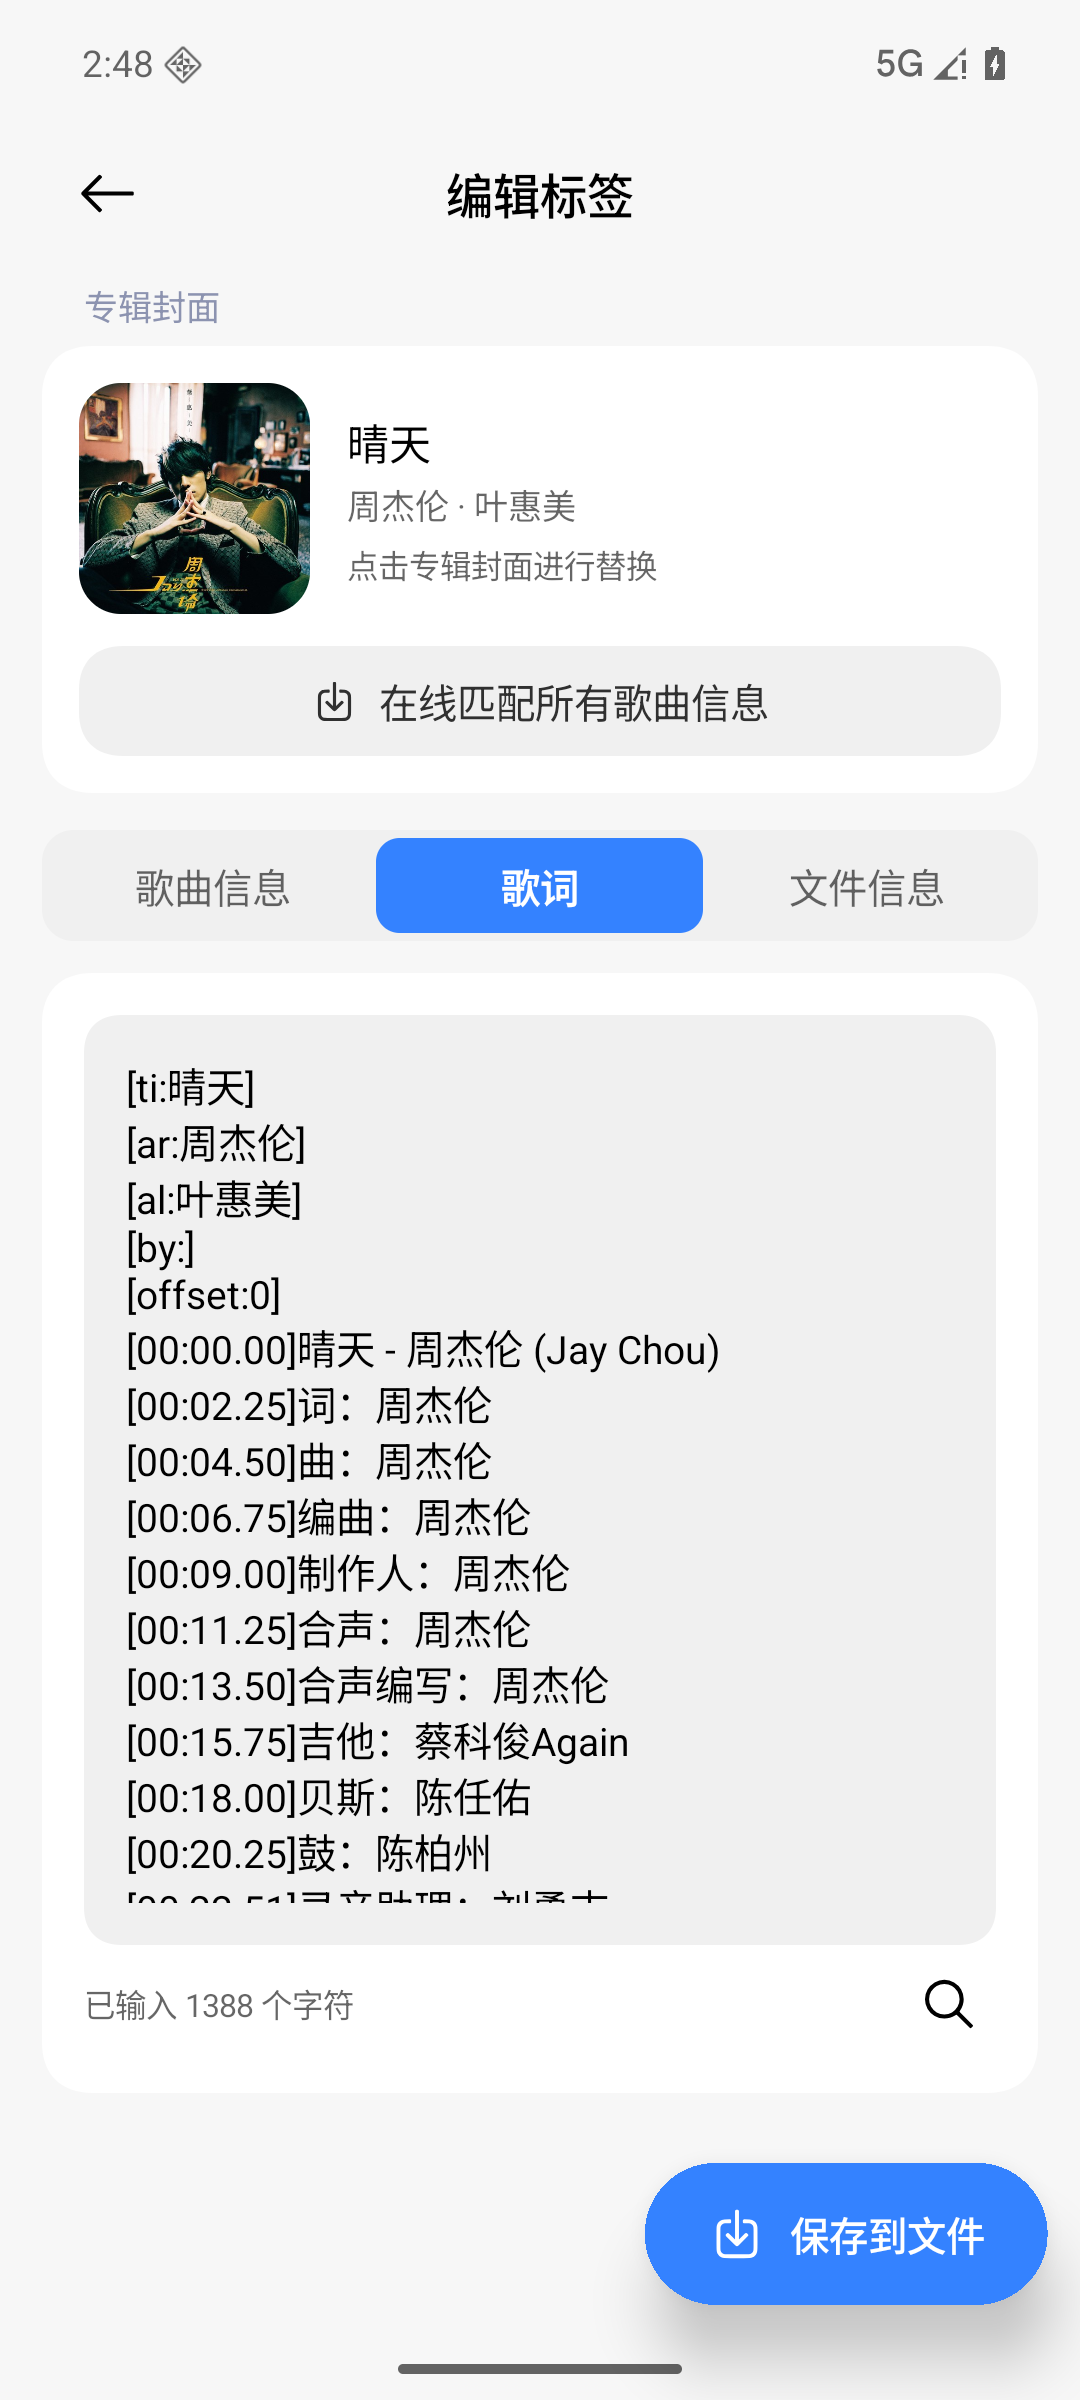 2:48
5G
编辑标签
专辑封面
晴天
周杰伦 · 叶惠美
点击专辑封面进行替换
在线匹配所有歌曲信息
歌曲信息
歌词
文件信息
[ti:晴天]
[ar:周杰伦]
[al:叶惠美]
[by:]
[offset:0]
[00:00.00]晴天 - 周杰伦 (Jay Chou)
[00:02.25]词：周杰伦
[00:04.50]曲：周杰伦
[00:06.75]编曲：周杰伦
[00:09.00]制作人：周杰伦
[00:11.25]合声：周杰伦
[00:13.50]合声编写：周杰伦
[00:15.75]吉他：蔡科俊Again
[00:18.00]贝斯：陈任佑
[00:20.25]鼓：陈柏州
已输入 1388 个字符
保存到文件